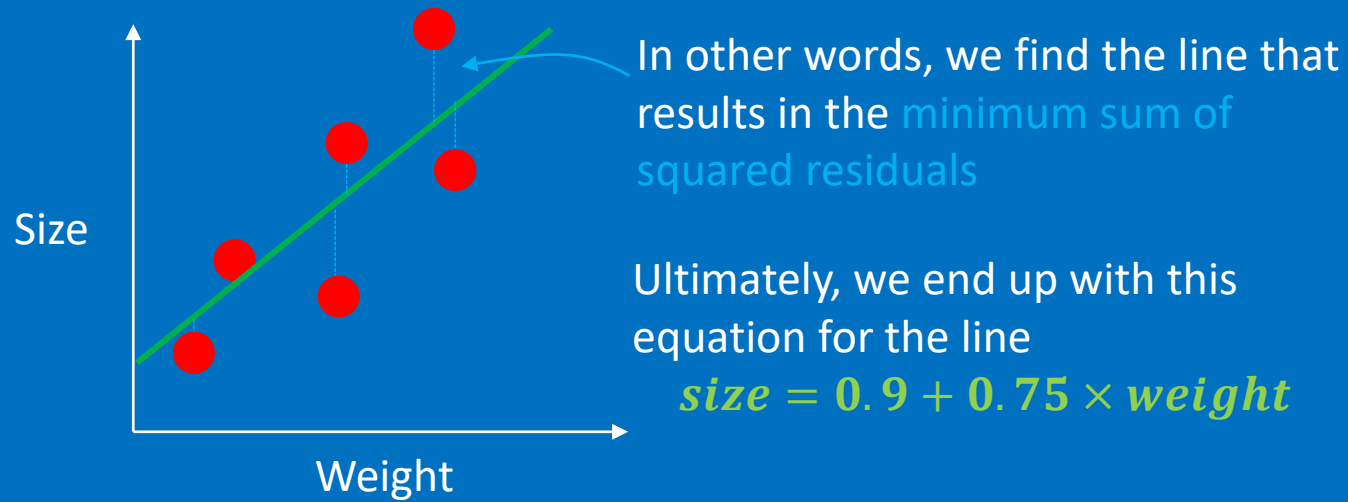 In other words, we find the line that
results in the minimum sum of
squared residuals
Size
Ultimately, we end up with this
equation for the line
size = 0.9 + 0.75 × weight
Weight